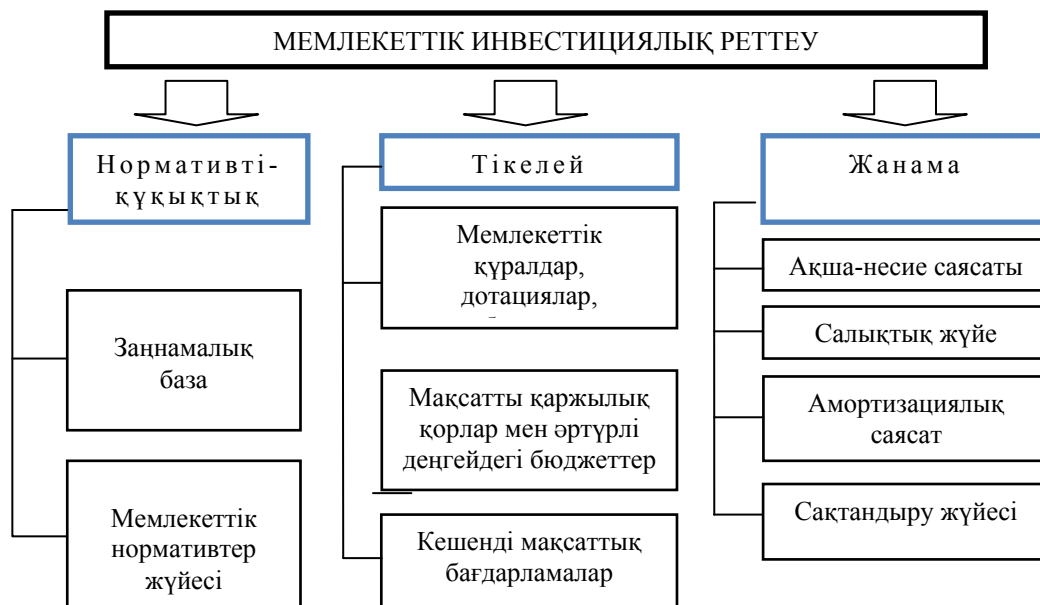 МЕМЛЕКЕТТІК ИНВЕСТИЦИЯЛЫҚ РЕТТЕУ
Нормативті-
құқықтық
Заңнамалық
база
Мемлекеттік
нормативтер
жүйесі
Тікелей
Мемлекеттік
құралдар,
дотациялар,
Мақсатты қаржылық
қорлар мен әртүрлі
деңгейдегі бюджеттер
Кешенді мақсаттық
бағдарламалар
Жанама
Ақша-несие саясаты
Салықтық жүйе
Амортизациялық
саясат
Сақтандыру жүйесі